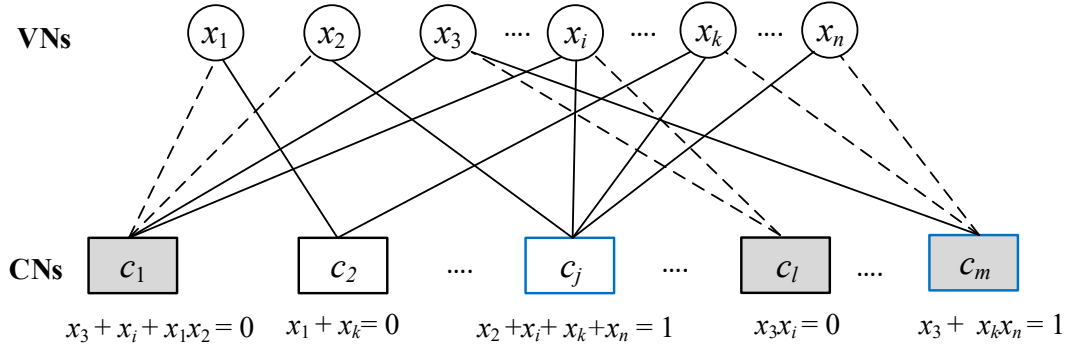 VNs x₁ x₂ x₃ .... xᵢ .... xₖ .... xₙ
CNs c₁ c₂ .... cⱼ .... cₗ .... cₘ
x₃ + xᵢ + x₁x₂ = 0 x₁ + xₖ = 0 x₂ + xᵢ + xₖ + xₙ = 1 x₃xᵢ = 0 x₃ + xₖxₙ = 1